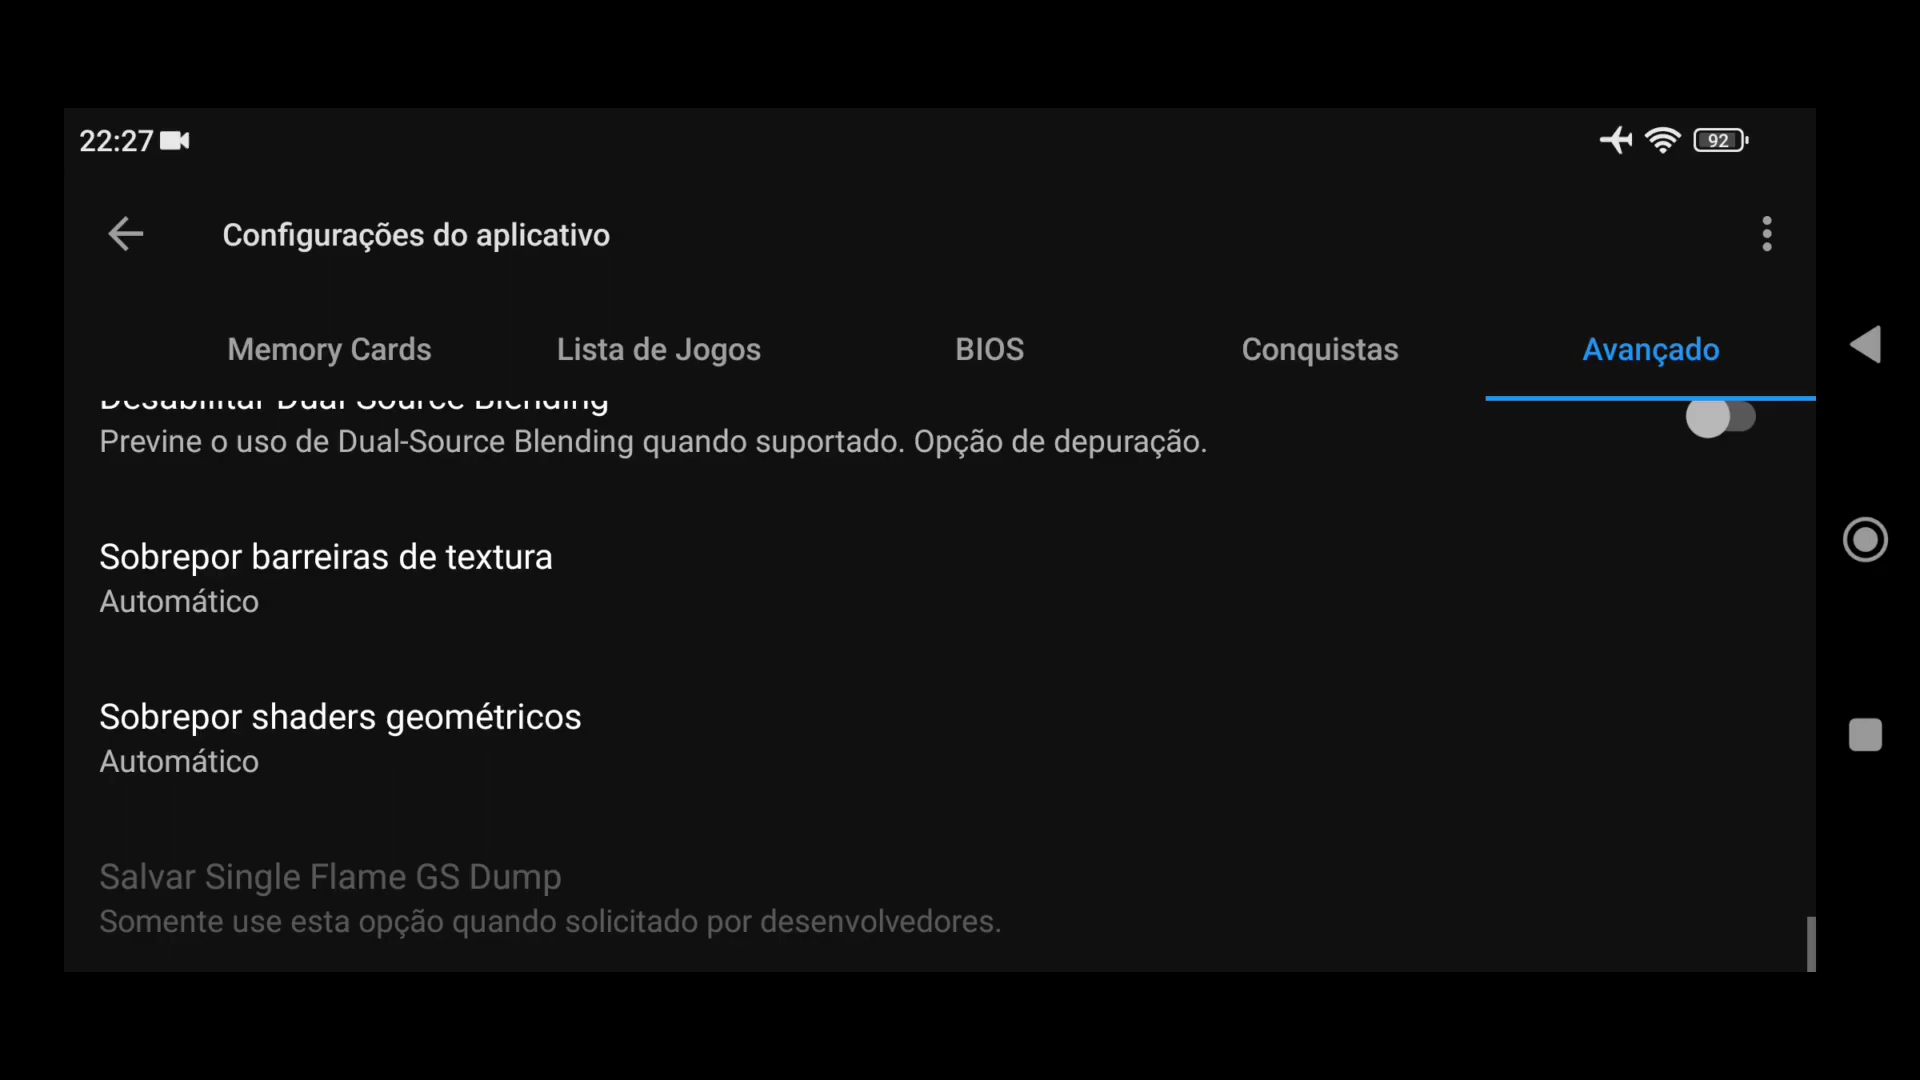 22:27
92
Configurações do aplicativo
Memory Cards Lista de Jogos BIOS Conquistas Avançado
Desabilitar Dual-Source Blending
Previne o uso de Dual-Source Blending quando suportado. Opção de depuração.
Sobrepor barreiras de textura
Automático
Sobrepor shaders geométricos
Automático
Salvar Single Flame GS Dump
Somente use esta opção quando solicitado por desenvolvedores.